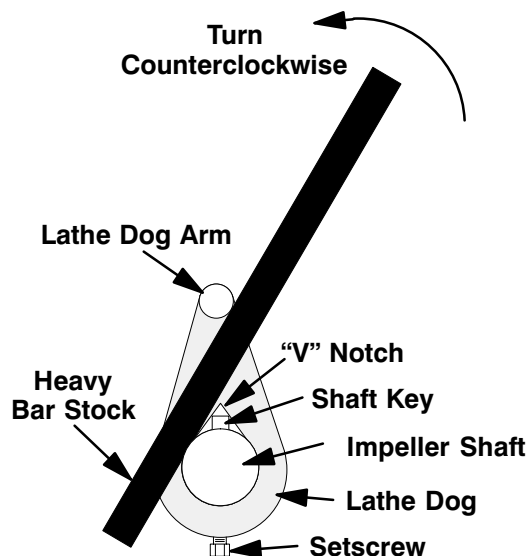 Turn
Counterclockwise
Lathe Dog Arm
“V” Notch
Heavy
Bar Stock
Shaft Key
Impeller Shaft
Lathe Dog
Setscrew